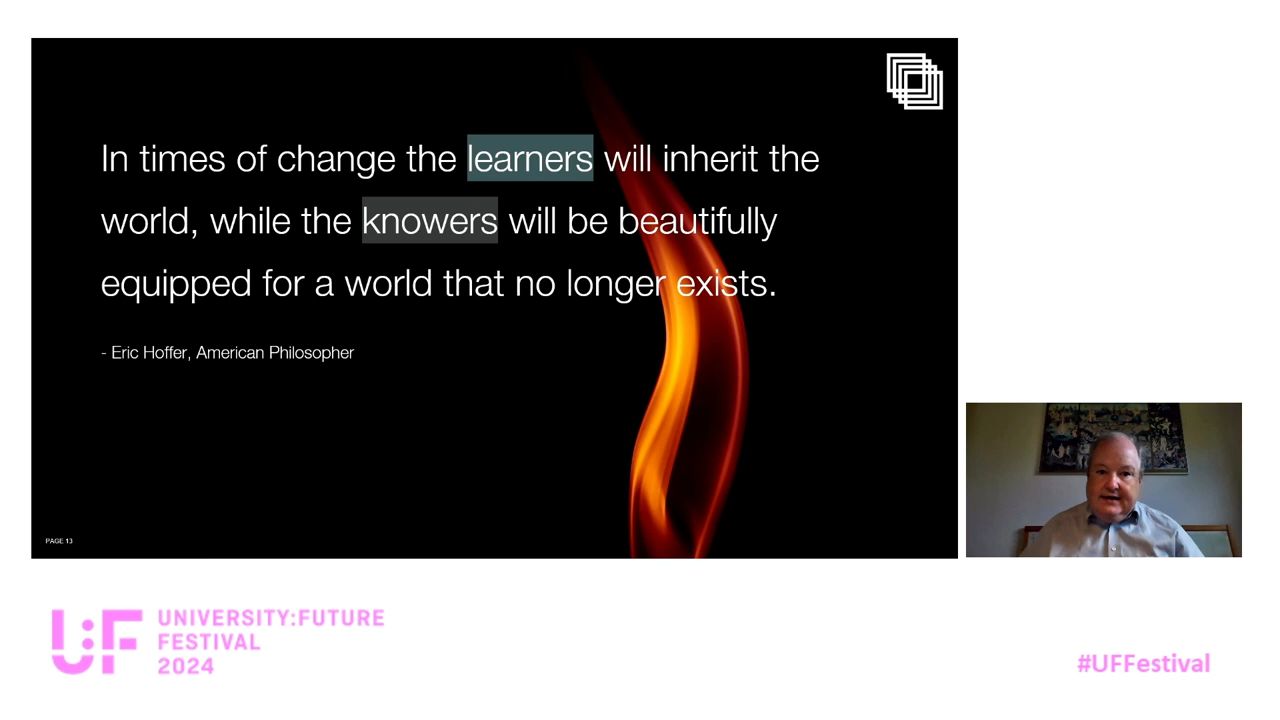 In times of change the learners will inherit the
world, while the knowers will be beautifully
equipped for a world that no longer exists.
- Eric Hoffer, American Philosopher
PAGE 13
U:F
UNIVERSITY:FUTURE
FESTIVAL
2024
#UFFestival